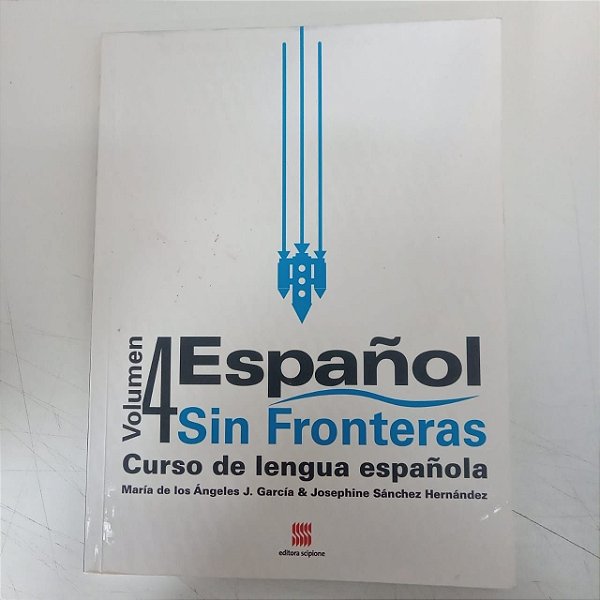 Volumen
4
Español
Sin Fronteras
Curso de lengua española
María de los Ángeles J. García & Josephine Sánchez Hernández
editora scipione